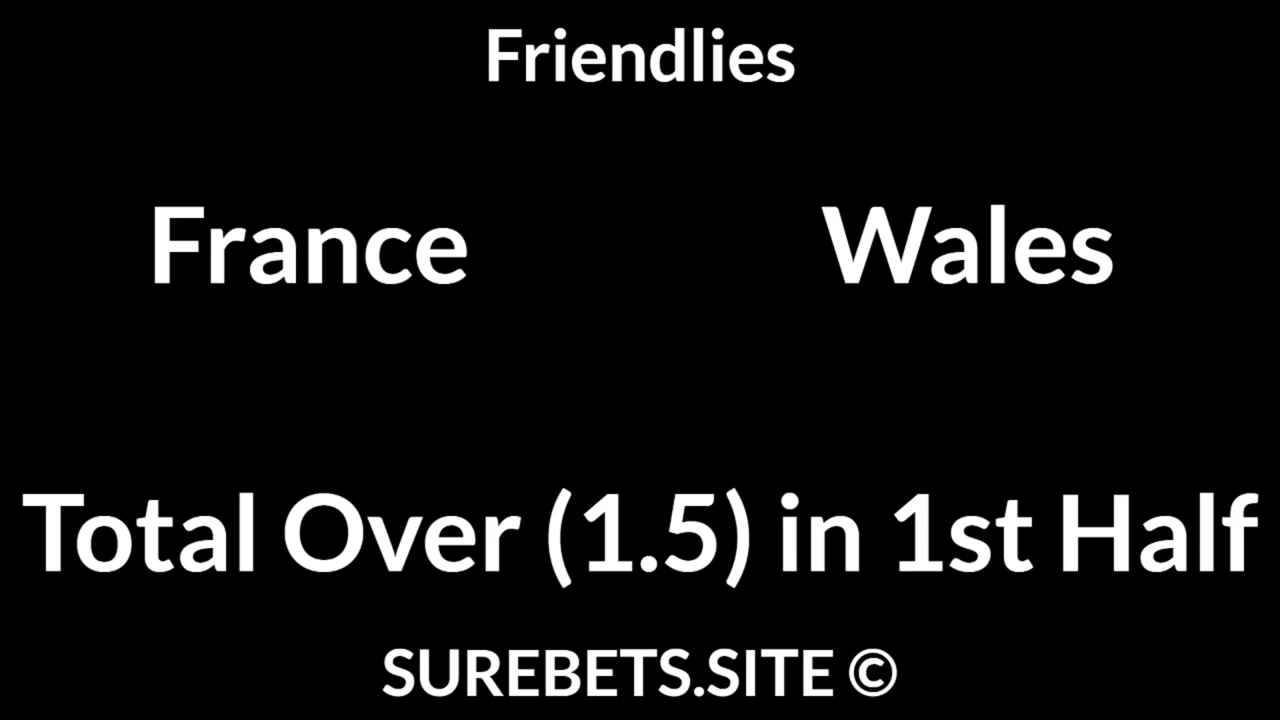 Friendlies
France Wales
Total Over (1.5) in 1st Half
SUREBETS.SITE ©